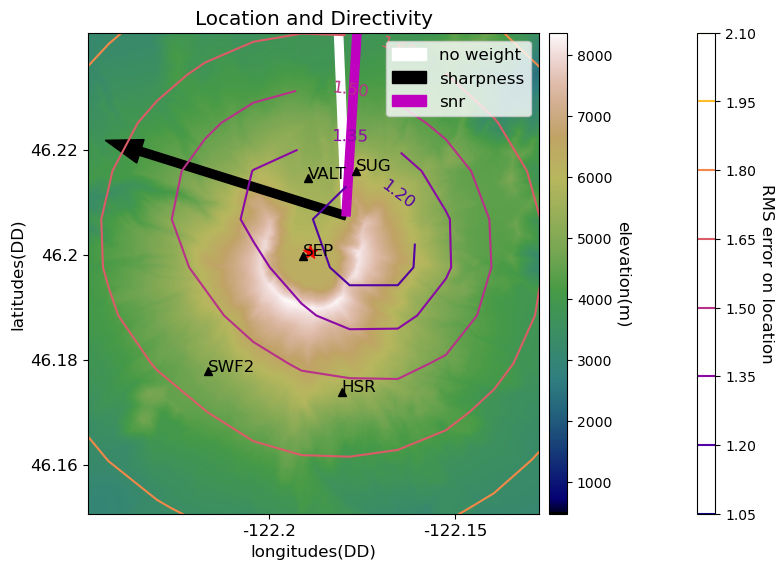 Location and Directivity
no weight
sharpness
snr
1.50
1.35
1.20
VALT
SUG
SEP
SWF2
HSR
46.22
46.2
46.18
46.16
latitudes(DD)
-122.2
-122.15
longitudes(DD)
8000
7000
6000
5000
4000
3000
2000
1000
elevation(m)
2.10
1.95
1.80
1.65
1.50
1.35
1.20
1.05
RMS error on location